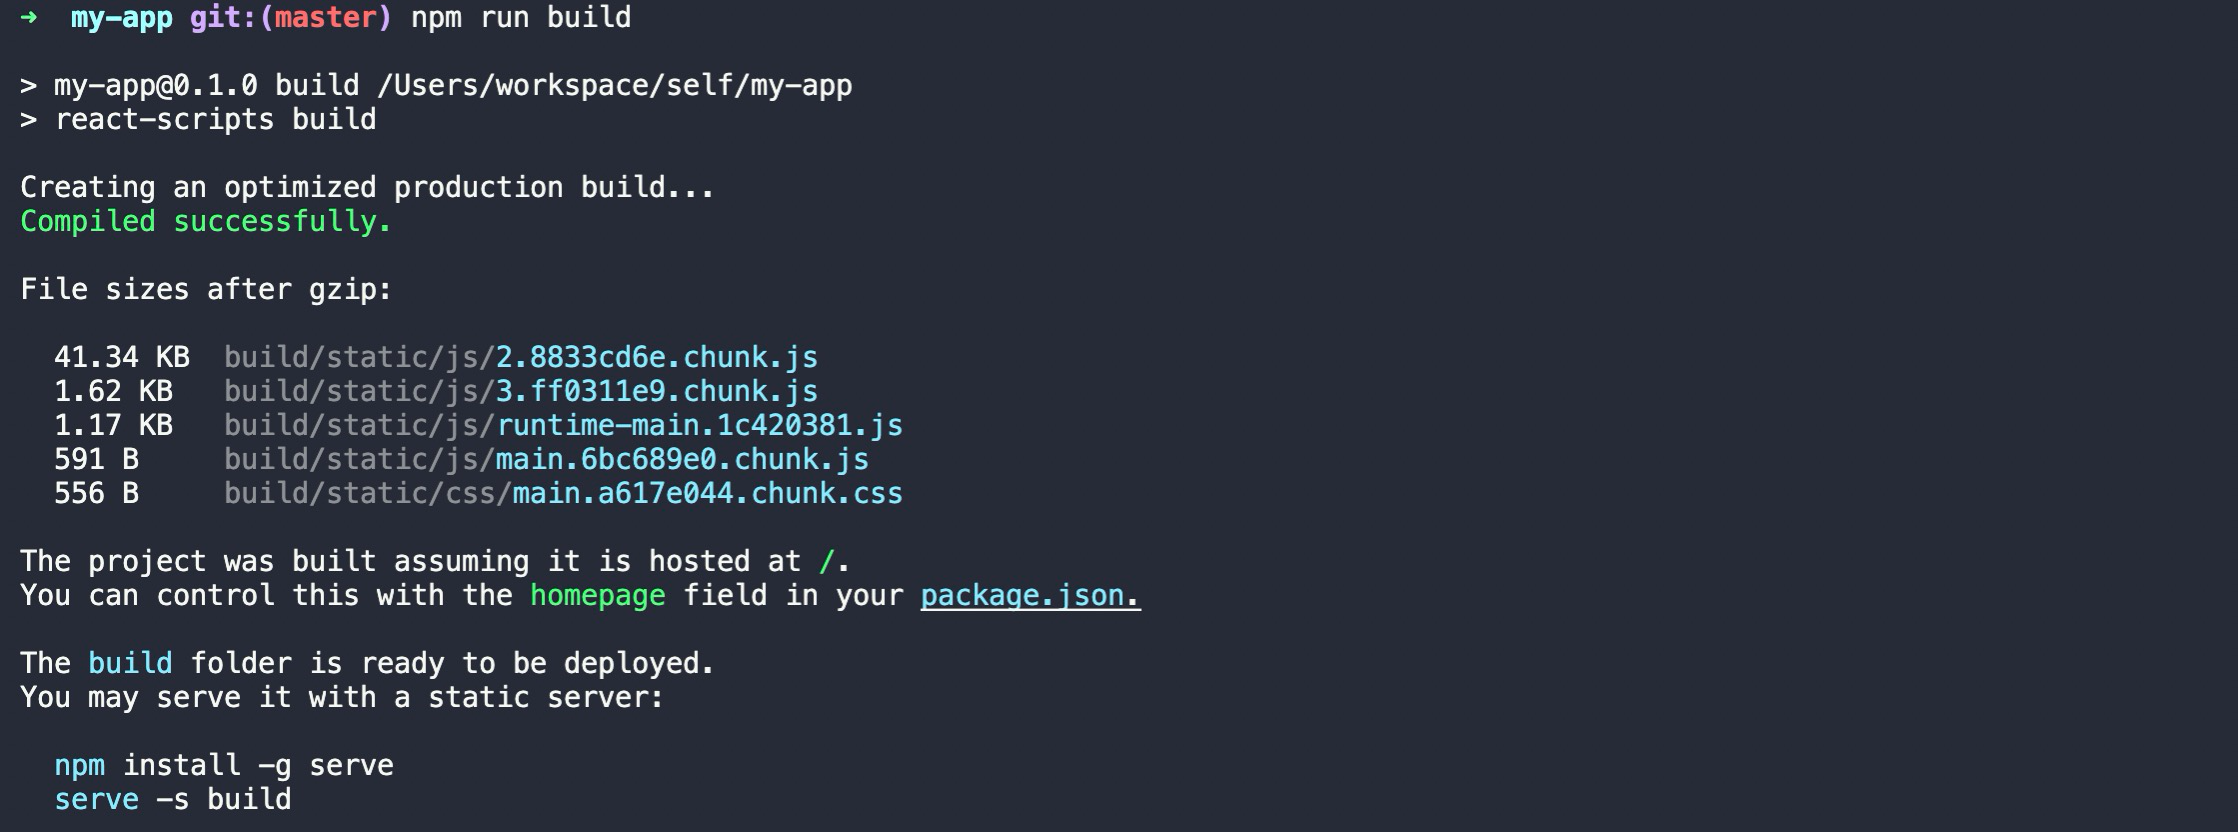 ➜ my-app git:(master) npm run build
> my-app@0.1.0 build /Users/workspace/self/my-app
> react-scripts build
Creating an optimized production build...
Compiled successfully.
File sizes after gzip:
41.34 KB build/static/js/2.8833cd6e.chunk.js
1.62 KB build/static/js/3.ff0311e9.chunk.js
1.17 KB build/static/js/runtime-main.1c420381.js
591 B build/static/js/main.6bc689e0.chunk.js
556 B build/static/css/main.a617e044.chunk.css
The project was built assuming it is hosted at /.
You can control this with the homepage field in your package.json.
The build folder is ready to be deployed.
You may serve it with a static server:
npm install -g serve
serve -s build